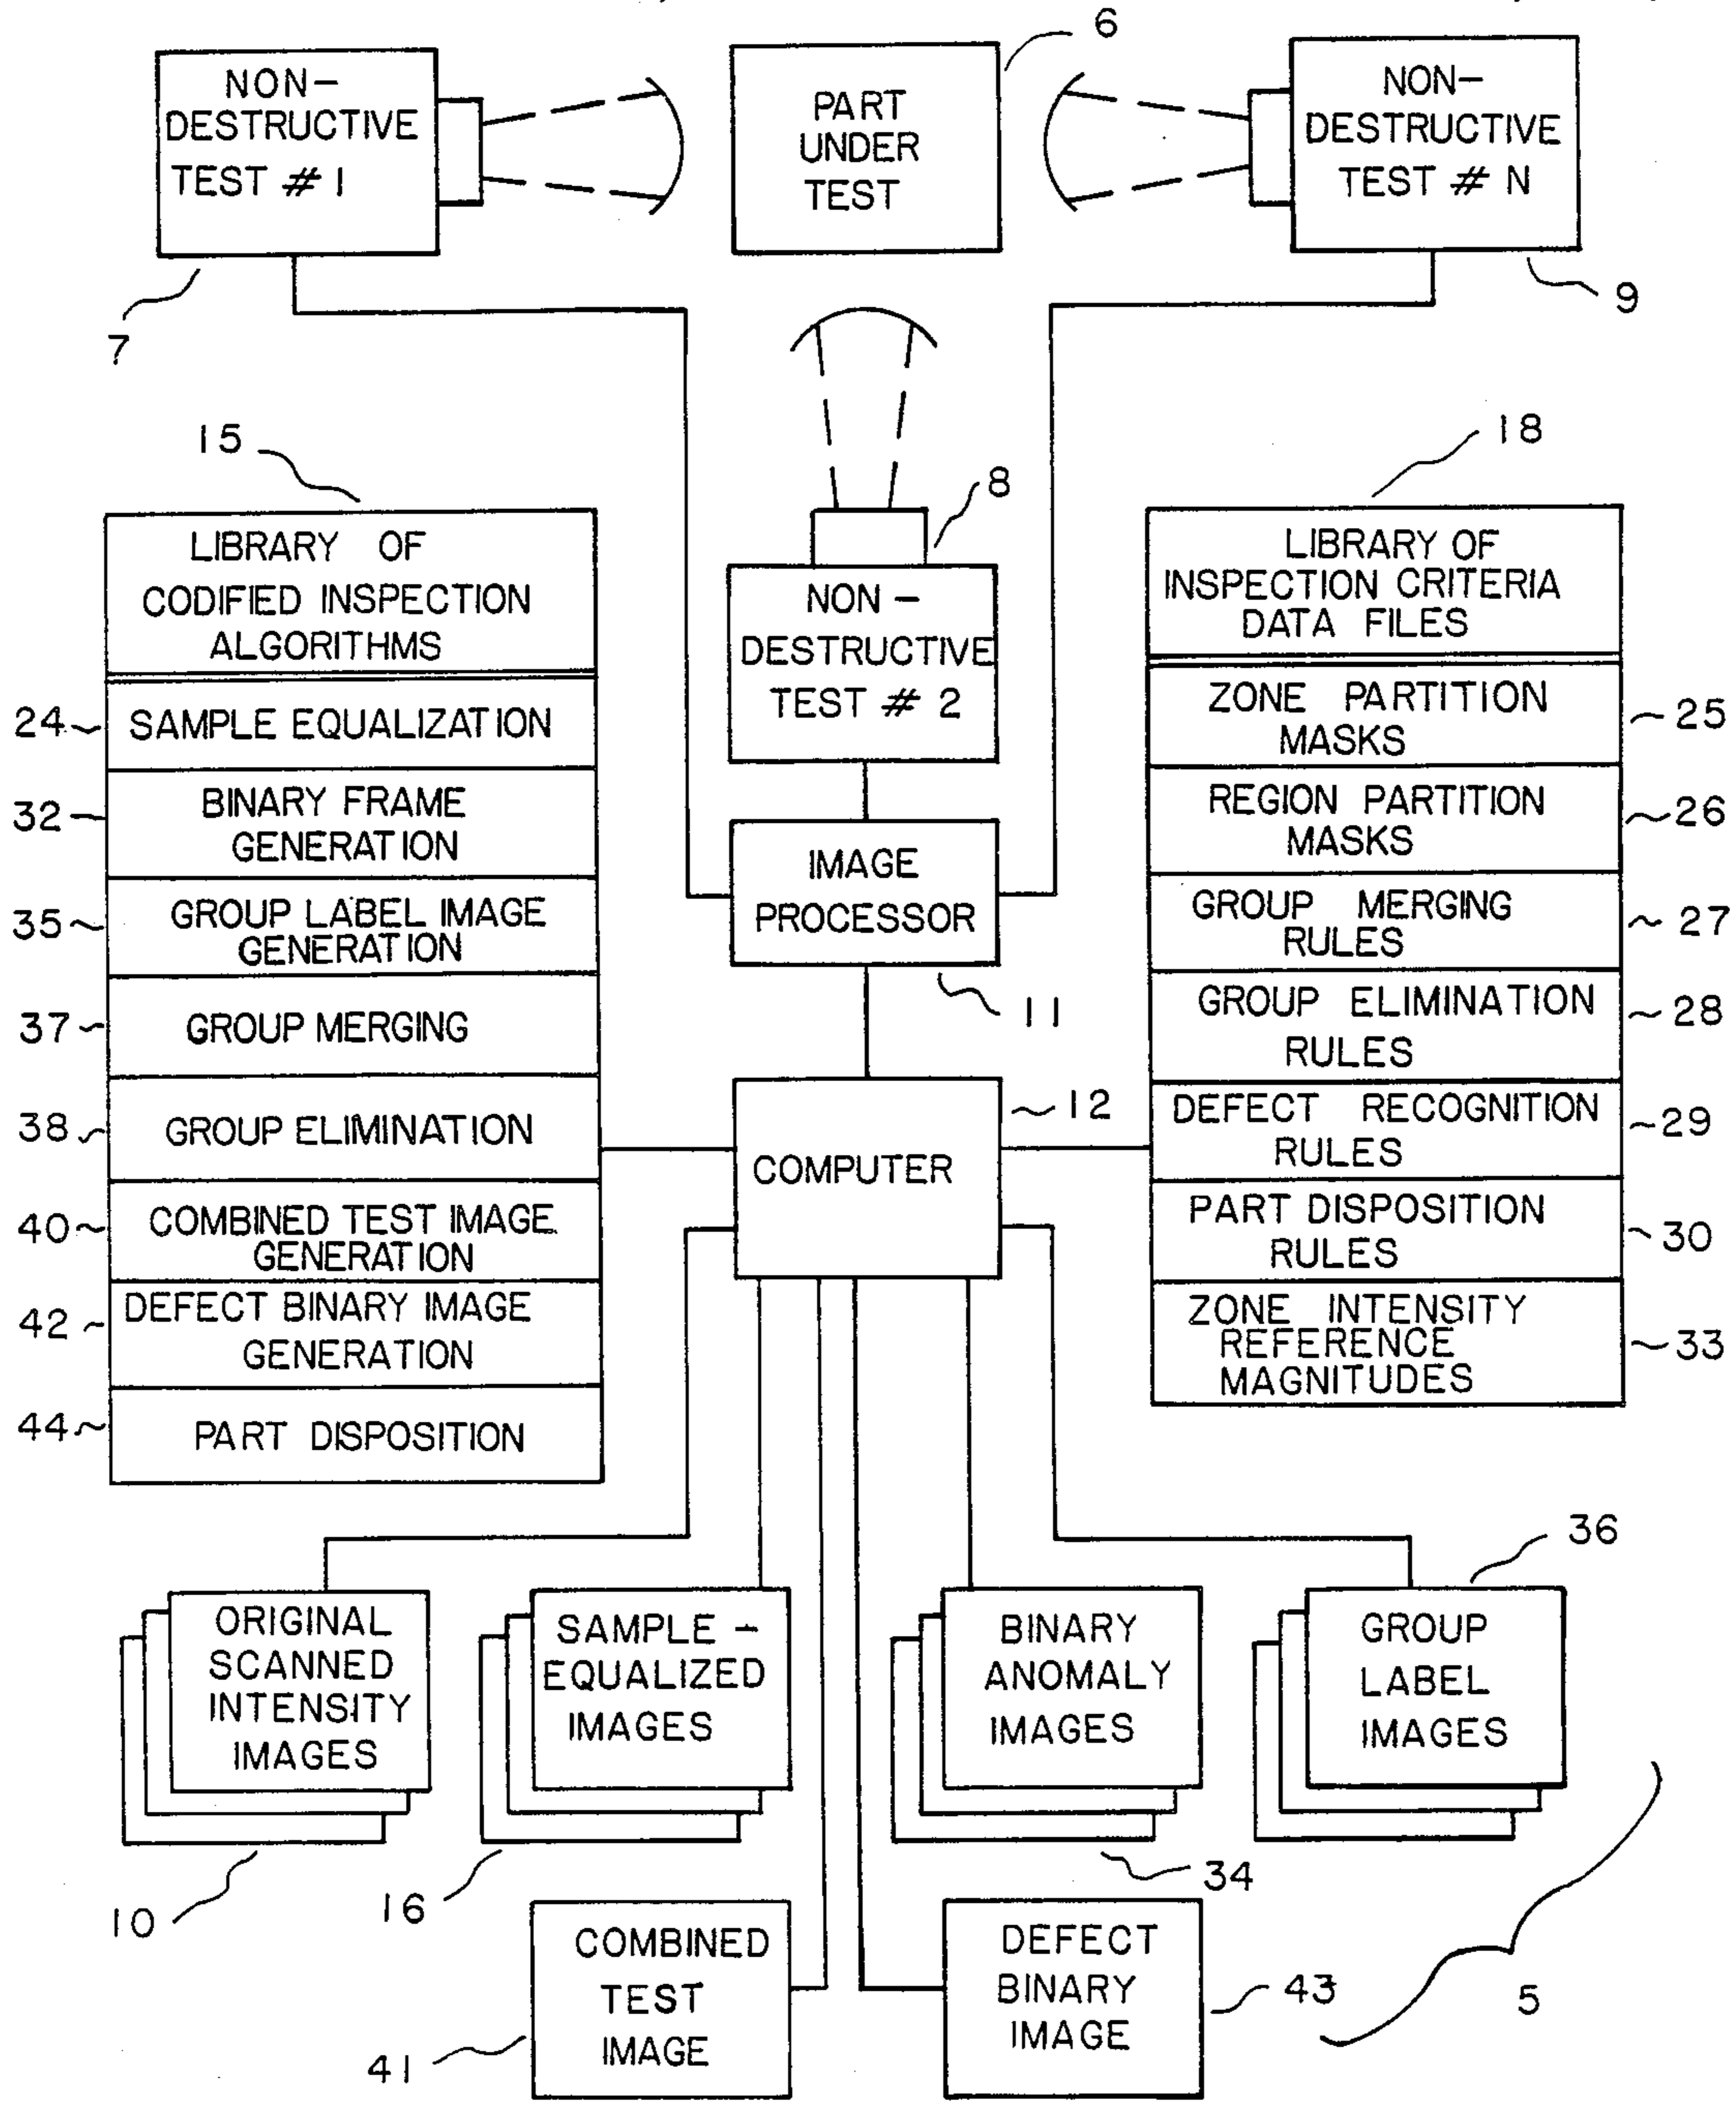 6
NON-
DESTRUCTIVE
TEST # 1
PART
UNDER
TEST
NON-
DESTRUCTIVE
TEST # N
7
9
15
18
8
LIBRARY OF
CODIFIED INSPECTION
ALGORITHMS
24
SAMPLE EQUALIZATION
32
BINARY FRAME
GENERATION
35
GROUP LABEL IMAGE
GENERATION
37
GROUP MERGING
38
GROUP ELIMINATION
40
COMBINED TEST IMAGE
GENERATION
42
DEFECT BINARY IMAGE
GENERATION
44
PART DISPOSITION
NON-
DESTRUCTIVE
TEST # 2
IMAGE
PROCESSOR
11
12
COMPUTER
LIBRARY OF
INSPECTION CRITERIA
DATA FILES
ZONE PARTITION
MASKS
25
REGION PARTITION
MASKS
26
GROUP MERGING
RULES
27
GROUP ELIMINATION
RULES
28
DEFECT RECOGNITION
RULES
29
PART DISPOSITION
RULES
30
ZONE INTENSITY
REFERENCE
MAGNITUDES
33
36
ORIGINAL
SCANNED
INTENSITY
IMAGES
10
SAMPLE-
EQUALIZED
IMAGES
16
BINARY
ANOMALY
IMAGES
34
GROUP
LABEL
IMAGES
COMBINED
TEST
IMAGE
41
DEFECT
BINARY
IMAGE
43
5